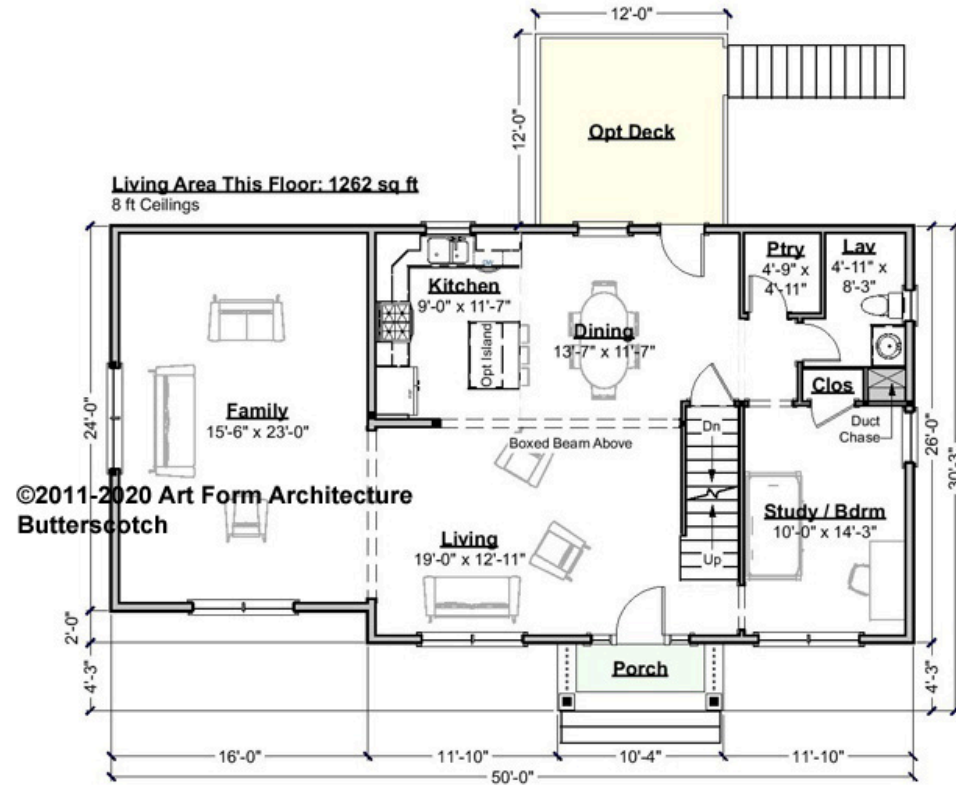 12'-0"
12'-0"
Opt Deck
Living Area This Floor: 1262 sq ft
8 ft Ceilings
Kitchen
9'-0" x 11'-7"
Ptry
4'-9" x
4'-11"
Lav
4'-11" x
8'-3"
Opt Island
Dining
13'-7" x 11'-7"
Clos
Duct
Chase
Family
15'-6" x 23'-0"
24'-0"
Dn
Boxed Beam Above
26'-0"
30'-3"
©2011-2020 Art Form Architecture
Butterscotch
Study / Bdrm
10'-0" x 14'-3"
Living
19'-0" x 12'-11"
Up
2'-0"
4'-3"
Porch
4'-3"
16'-0"
11'-10"
10'-4"
11'-10"
50'-0"